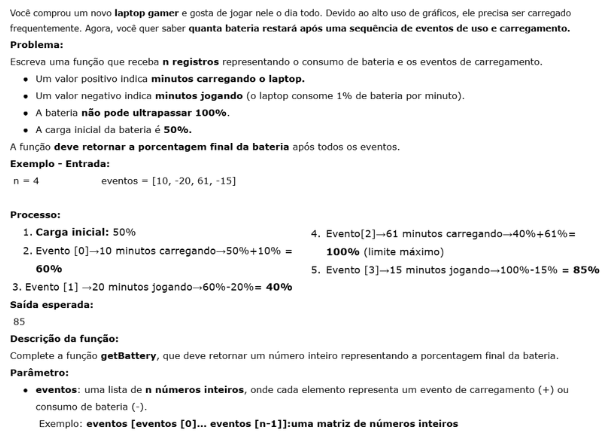 Você comprou um novo laptop gamer e gosta de jogar nele o dia todo. Devido ao alto uso de gráficos, ele precisa ser carregado
frequentemente. Agora, você quer saber quanta bateria restará após uma sequência de eventos de uso e carregamento.
Problema:
Escreva uma função que receba n registros representando o consumo de bateria e os eventos de carregamento.
• Um valor positivo indica minutos carregando o laptop.
• Um valor negativo indica minutos jogando (o laptop consome 1% de bateria por minuto).
• A bateria não pode ultrapassar 100%.
• A carga inicial da bateria é 50%.
A função deve retornar a porcentagem final da bateria após todos os eventos.
Exemplo - Entrada:
n = 4 eventos = [10, -20, 61, -15]
Processo:
1. Carga inicial: 50%
2. Evento [0]→10 minutos carregando→50%+10% =
60%
3. Evento [1] →20 minutos jogando→60%-20%= 40%
4. Evento[2]→61 minutos carregando→40%+61%=
100% (limite máximo)
5. Evento [3]→15 minutos jogando→100%-15% = 85%
Saída esperada:
85
Descrição da função:
Complete a função getBattery, que deve retornar um número inteiro representando a porcentagem final da bateria.
Parâmetro:
• eventos: uma lista de n números inteiros, onde cada elemento representa um evento de carregamento (+) ou
consumo de bateria (-).
Exemplo: eventos [eventos [0]... eventos [n-1]]:uma matriz de números inteiros